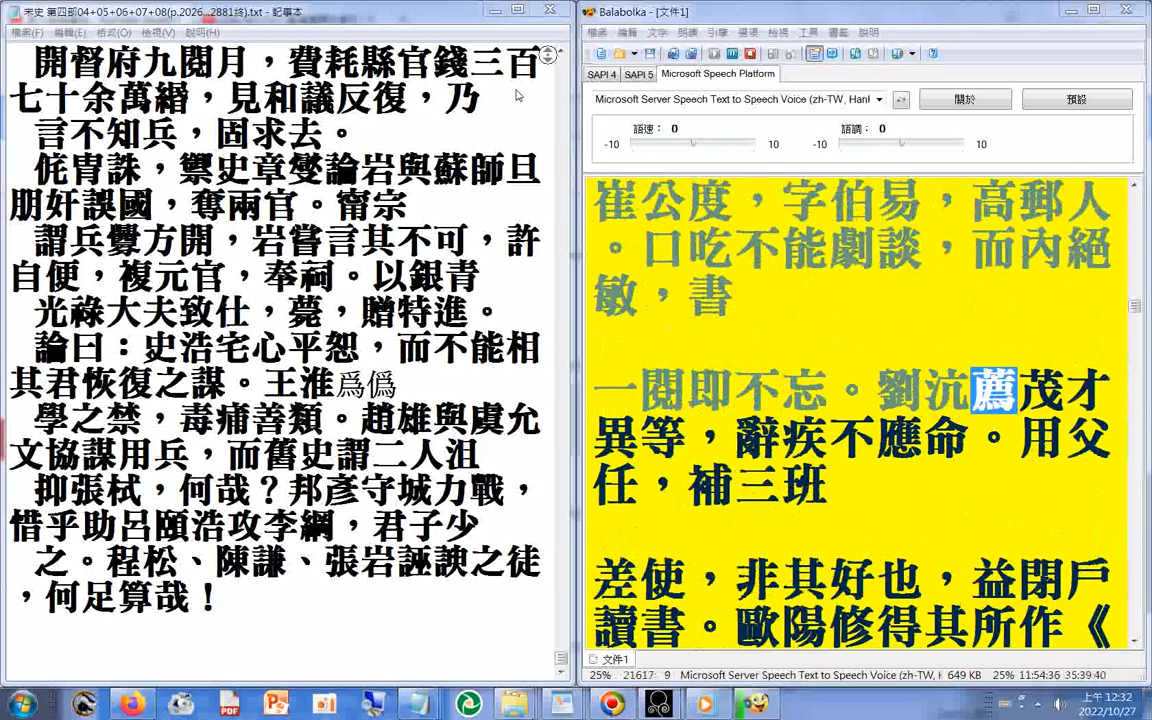 宋史 第四部04+05+06+07+08(p.2026...2881终).txt - 記事本
檔案(F) 編輯(E) 格式(O) 檢視(V) 說明(H)
開督府九閱月，費耗縣官錢三百
七十余萬緡，見和議反復，乃
言不知兵，固求去。
侂胄誅，禦史章燮論岩與蘇師旦
朋奸誤國，奪兩官。甯宗
謂兵釁方開，岩嘗言其不可，許
自便，複元官，奉祠。以銀青
光祿大夫致仕，薨，贈特進。
論曰：史浩宅心平恕，而不能相
其君恢復之謀。王淮爲僞
學之禁，毒痡善類。趙雄與虞允
文協謀用兵，而舊史謂二人沮
抑張栻，何哉？邦彥守城力戰，
惜乎助呂頤浩攻李綱，君子少
之。程松、陳謙、張岩誣諛之徒
，何足算哉！
Balabolka - [文件1]
檔案 編輯 文字 朗讀 引擎 選項 檢視 工具 書籤 說明
SAPI 4 SAPI 5 Microsoft Speech Platform
Microsoft Server Speech Text to Speech Voice (zh-TW, HanH
關於
預設
語速： 0
語調： 0
-10 10 -10 10
崔公度，字伯易，高郵人
。口吃不能劇談，而內絕
敏，書
一閱即不忘。劉沆薦茂才
異等，辭疾不應命。用父
任，補三班
差使，非其好也，益閉戶
讀書。歐陽修得其所作《
文件1
25% 21617: 9 Microsoft Server Speech Text to Speech Voice (zh-TW, H 649 KB 25% 11:54:36 35:39:40
上午 12:32
2022/10/27